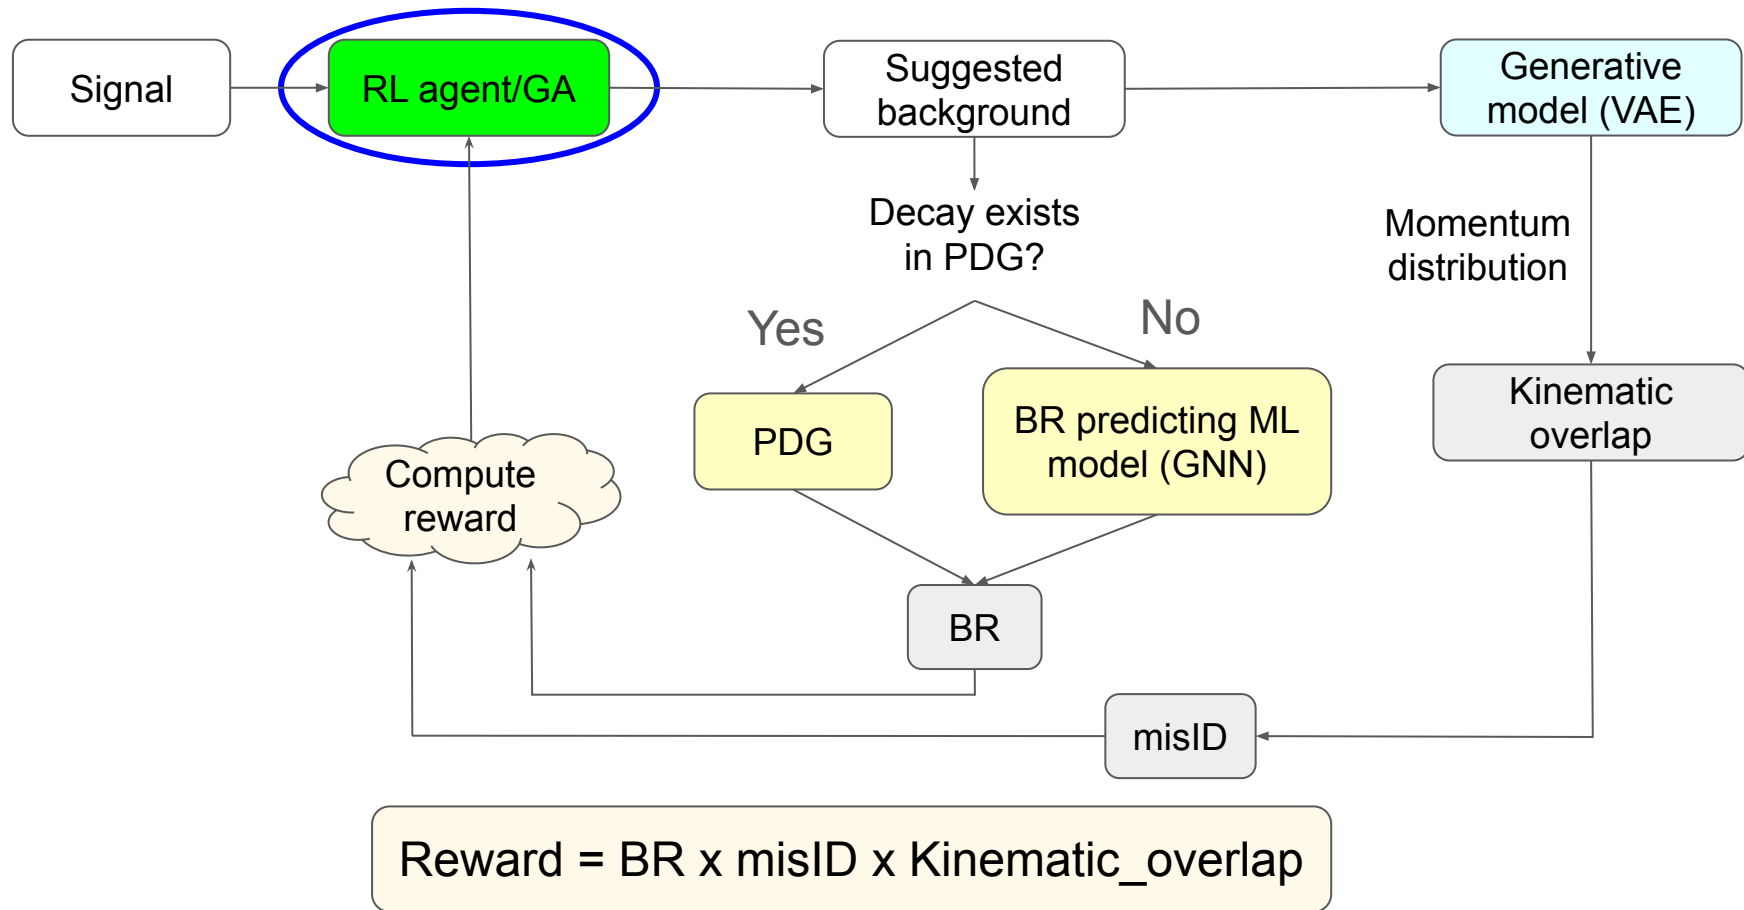 Signal
RL agent/GA
Suggested
background
Generative
model (VAE)
Decay exists
in PDG?
Momentum
distribution
Yes
No
PDG
BR predicting ML
model (GNN)
Kinematic
overlap
Compute
reward
BR
misID
Reward = BR x misID x Kinematic_overlap